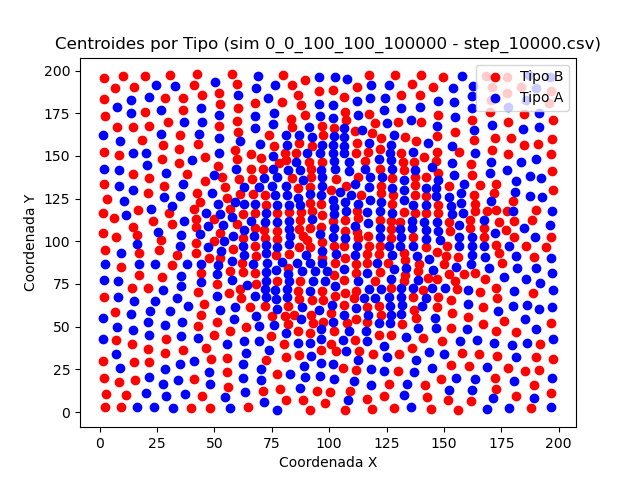 Centroides por Tipo (sim 0_0_100_100_100000 - step_10000.csv)
Tipo B
Tipo A
Coordenada Y
200
175
150
125
100
75
50
25
0
0 25 50 75 100 125 150 175 200
Coordenada X